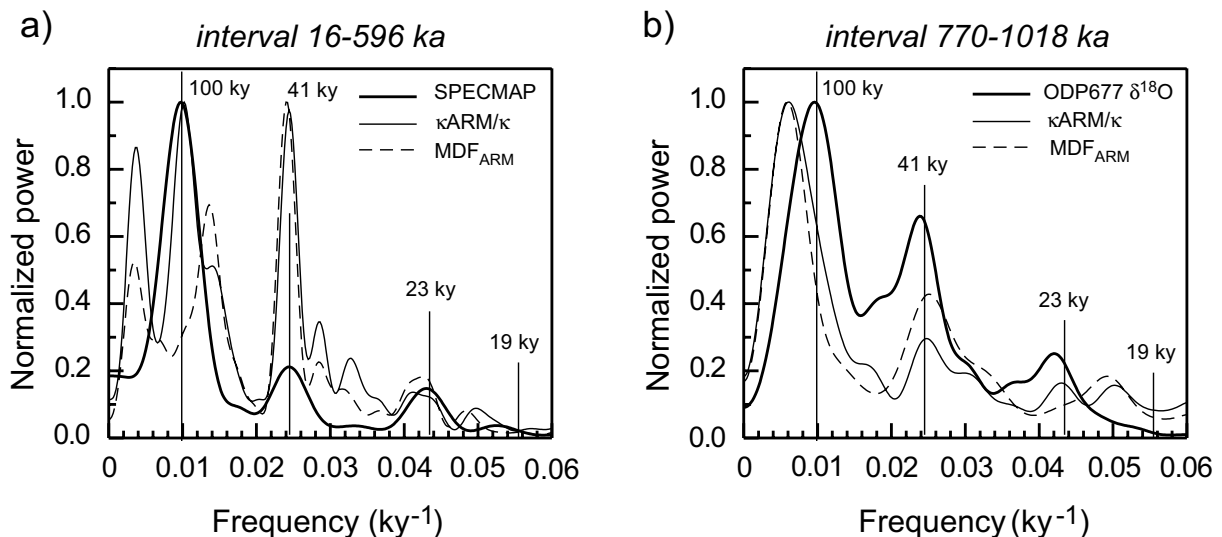 a)
interval 16-596 ka
100 ky
41 ky
SPECMAP
κARM/κ
MDFARM
23 ky
19 ky
1.0
0.8
0.6
0.4
0.2
0.0
0
0.01
0.02
0.03
0.04
0.05
0.06
Normalized power
Frequency (ky-1)
b)
interval 770-1018 ka
100 ky
ODP677 δ18O
κARM/κ
MDFARM
41 ky
23 ky
19 ky
1.0
0.8
0.6
0.4
0.2
0.0
0
0.01
0.02
0.03
0.04
0.05
0.06
Normalized power
Frequency (ky-1)